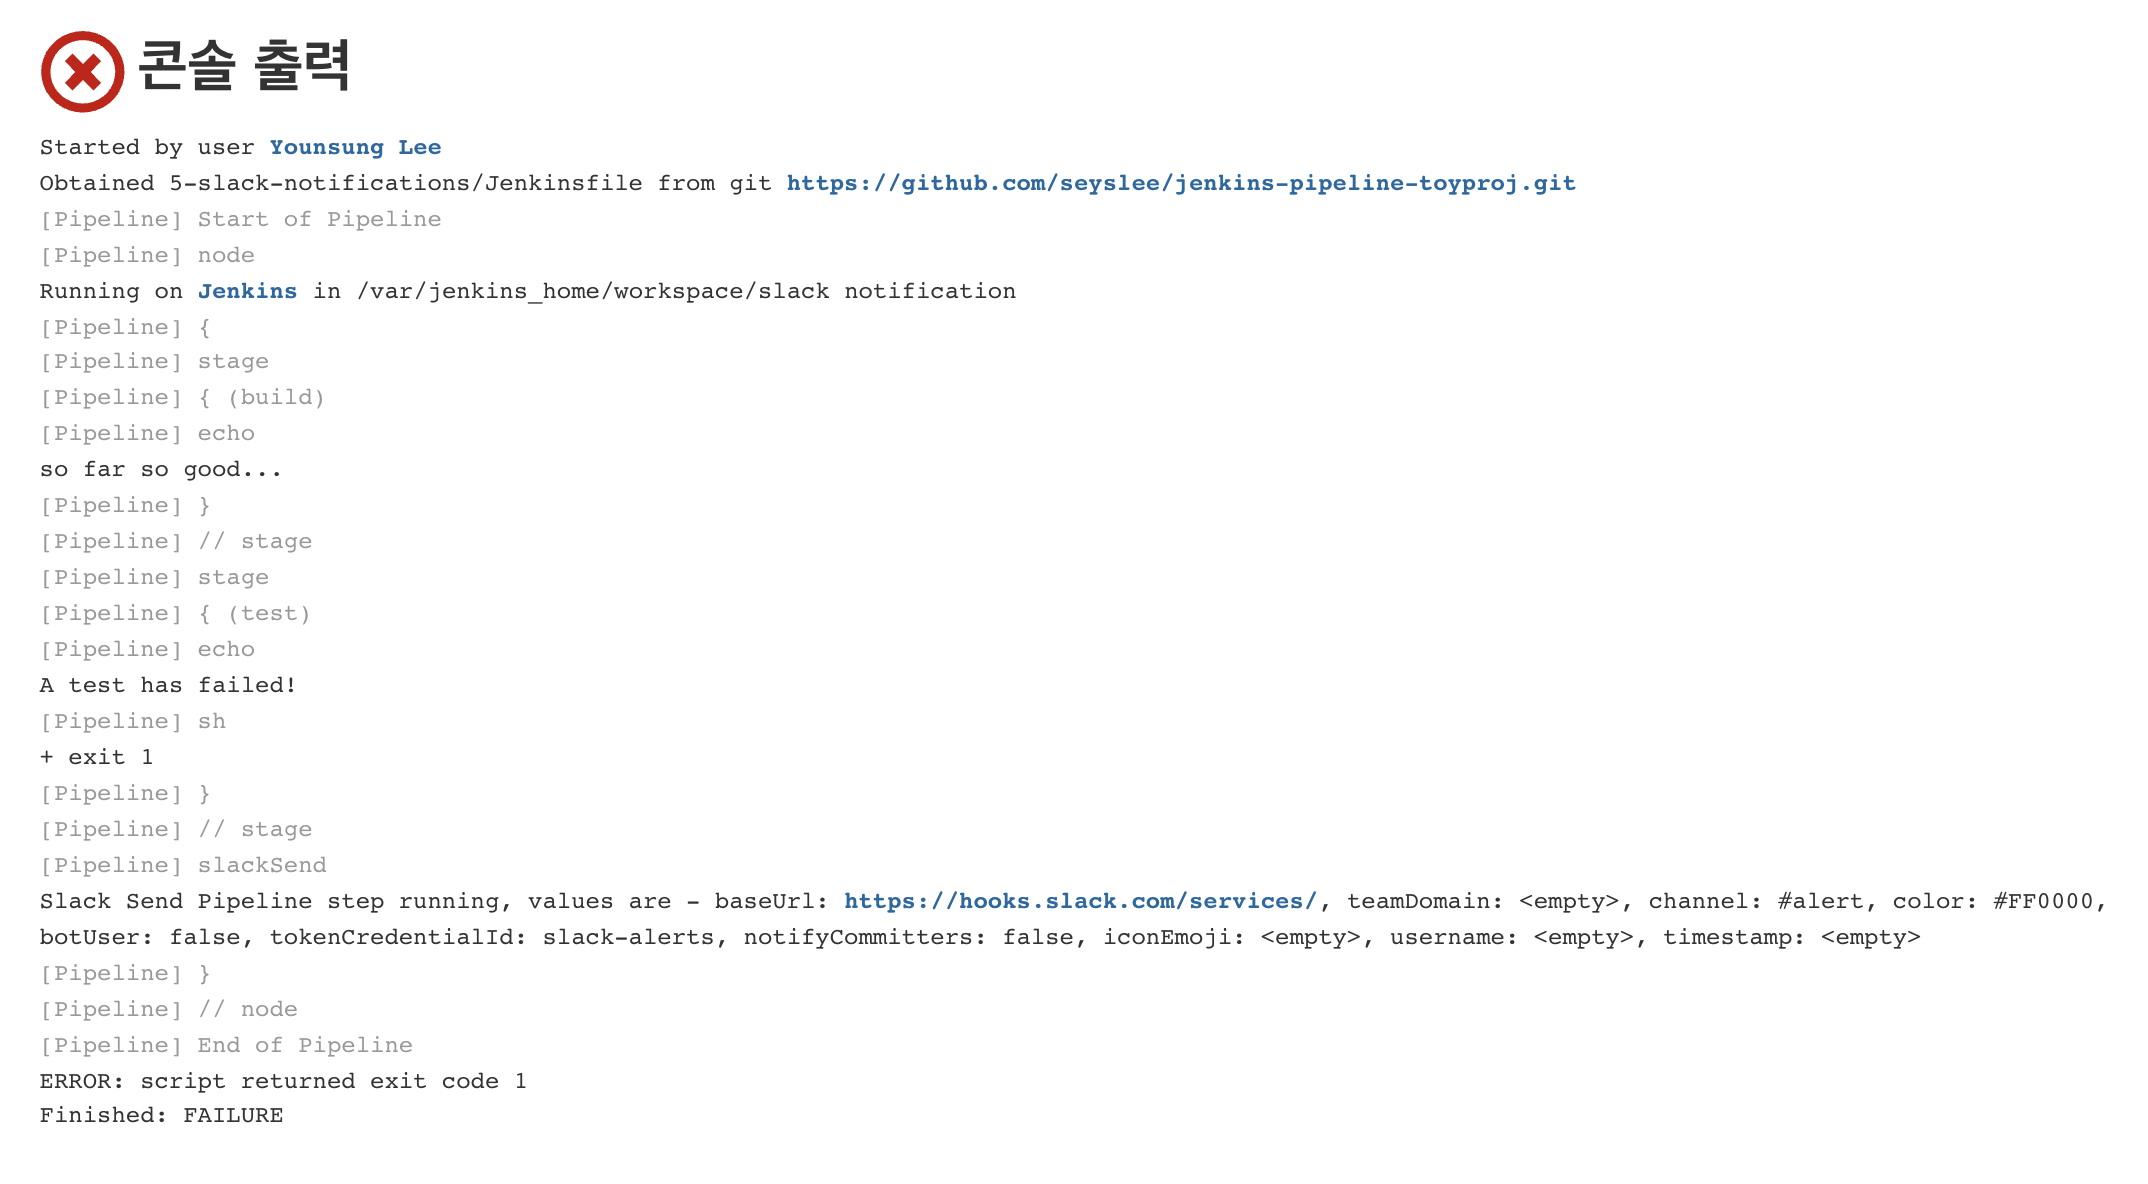 콘솔 출력
Started by user Younsung Lee
Obtained 5-slack-notifications/Jenkinsfile from git https://github.com/seyslee/jenkins-pipeline-toyproj.git
[Pipeline] Start of Pipeline
[Pipeline] node
Running on Jenkins in /var/jenkins_home/workspace/slack notification
[Pipeline] {
[Pipeline] stage
[Pipeline] { (build)
[Pipeline] echo
so far so good...
[Pipeline] }
[Pipeline] // stage
[Pipeline] stage
[Pipeline] { (test)
[Pipeline] echo
A test has failed!
[Pipeline] sh
+ exit 1
[Pipeline] }
[Pipeline] // stage
[Pipeline] slackSend
Slack Send Pipeline step running, values are - baseUrl: https://hooks.slack.com/services/, teamDomain: <empty>, channel: #alert, color: #FF0000,
botUser: false, tokenCredentialId: slack-alerts, notifyCommitters: false, iconEmoji: <empty>, username: <empty>, timestamp: <empty>
[Pipeline] }
[Pipeline] // node
[Pipeline] End of Pipeline
ERROR: script returned exit code 1
Finished: FAILURE